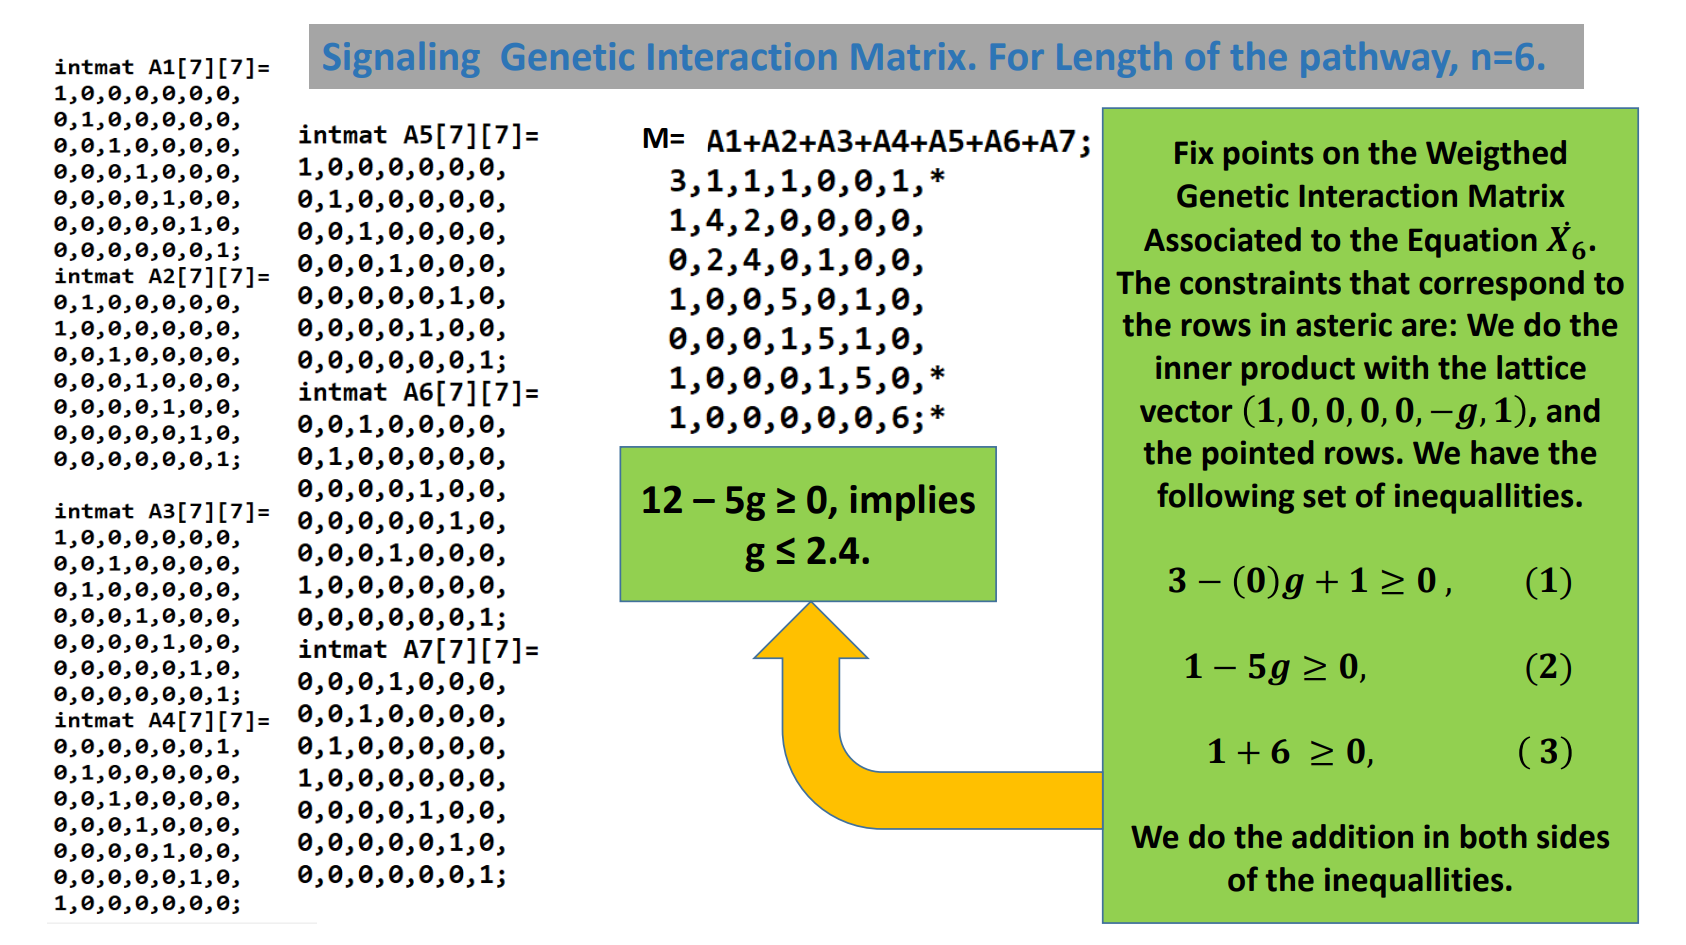 Signaling  Genetic Interaction Matrix. For Length of the pathway, n=6.
intmat A1[7][7]=
1,0,0,0,0,0,0,
0,1,0,0,0,0,0,
0,0,1,0,0,0,0,
0,0,0,1,0,0,0,
0,0,0,0,1,0,0,
0,0,0,0,0,1,0,
0,0,0,0,0,0,1;
intmat A2[7][7]=
0,1,0,0,0,0,0,
1,0,0,0,0,0,0,
0,0,1,0,0,0,0,
0,0,0,1,0,0,0,
0,0,0,0,1,0,0,
0,0,0,0,0,1,0,
0,0,0,0,0,0,1;
intmat A3[7][7]=
1,0,0,0,0,0,0,
0,0,1,0,0,0,0,
0,1,0,0,0,0,0,
0,0,0,1,0,0,0,
0,0,0,0,1,0,0,
0,0,0,0,0,1,0,
0,0,0,0,0,0,1;
intmat A4[7][7]=
0,0,0,0,0,0,1,
0,1,0,0,0,0,0,
0,0,1,0,0,0,0,
0,0,0,1,0,0,0,
0,0,0,0,1,0,0,
0,0,0,0,0,1,0,
1,0,0,0,0,0,0;
intmat A5[7][7]=
1,0,0,0,0,0,0,
0,1,0,0,0,0,0,
0,0,1,0,0,0,0,
0,0,0,1,0,0,0,
0,0,0,0,0,1,0,
0,0,0,0,1,0,0,
0,0,0,0,0,0,1;
intmat A6[7][7]=
0,0,1,0,0,0,0,
0,1,0,0,0,0,0,
0,0,0,0,1,0,0,
0,0,0,0,0,1,0,
0,0,0,1,0,0,0,
1,0,0,0,0,0,0,
0,0,0,0,0,0,1;
intmat A7[7][7]=
0,0,0,1,0,0,0,
0,0,1,0,0,0,0,
0,1,0,0,0,0,0,
1,0,0,0,0,0,0,
0,0,0,0,1,0,0,
0,0,0,0,0,1,0,
0,0,0,0,0,0,1;
M= A1+A2+A3+A4+A5+A6+A7;
3,1,1,1,0,0,1,*
1,4,2,0,0,0,0,
0,2,4,0,1,0,0,
1,0,0,5,0,1,0,
0,0,0,1,5,1,0,
1,0,0,0,1,5,0,*
1,0,0,0,0,0,6;*
12 – 5g ≥ 0, implies
g ≤ 2.4.
Fix points on the Weigthed
Genetic Interaction Matrix
Associated to the Equation Ẋ₆.
The constraints that correspond to
the rows in asteric are: We do the
inner product with the lattice
vector (1, 0, 0, 0, 0, −g, 1), and
the pointed rows. We have the
following set of inequallities.
3 − (0)g + 1 ≥ 0 , (1)
1 − 5g ≥ 0, (2)
1 + 6 ≥ 0, ( 3)
We do the addition in both sides
of the inequallities.